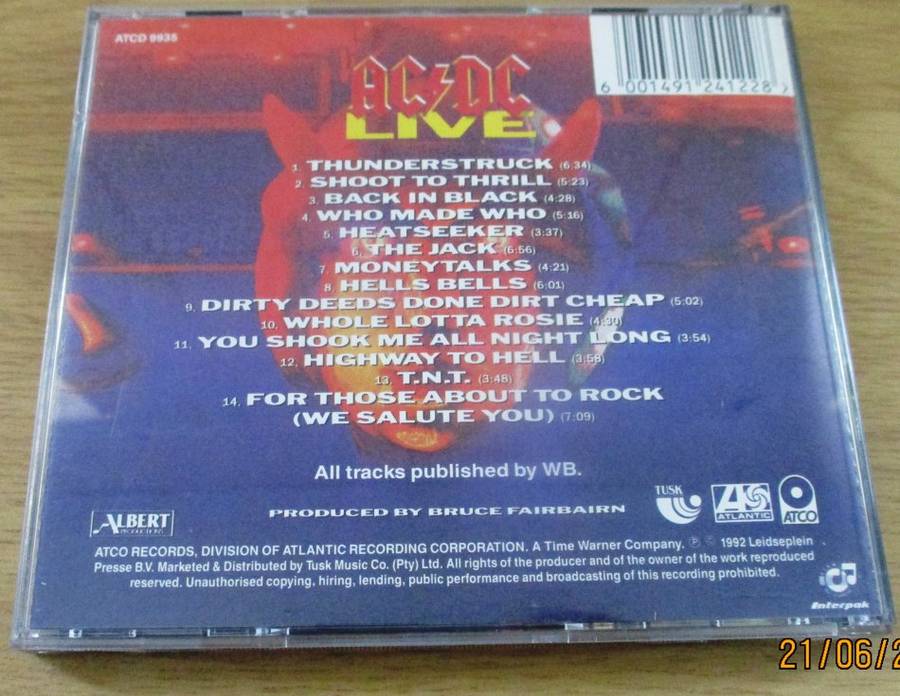 ATCD 9935
6 001491 241228
AC DC
LIVE
1. THUNDERSTRUCK (6:34)
2. SHOOT TO THRILL (5:23)
3. BACK IN BLACK (4:28)
4. WHO MADE WHO (5:16)
5. HEATSEEKER (3:37)
6. THE JACK (6:56)
7. MONEYTALKS (4:21)
8. HELLS BELLS (6:01)
9. DIRTY DEEDS DONE DIRT CHEAP (5:02)
10. WHOLE LOTTA ROSIE (4:30)
11. YOU SHOOK ME ALL NIGHT LONG (3:54)
12. HIGHWAY TO HELL (3:58)
13. T.N.T. (3:48)
14. FOR THOSE ABOUT TO ROCK
(WE SALUTE YOU) (7:09)
All tracks published by WB.
PRODUCED BY BRUCE FAIRBAIRN
ALBERT
PRODUCTIONS
TUSK
ATLANTIC
ATCO
ATCO RECORDS, DIVISION OF ATLANTIC RECORDING CORPORATION. A Time Warner Company. ℗ © 1992 Leidseplein
Presse B.V. Marketed & Distributed by Tusk Music Co. (Pty) Ltd. All rights of the producer and of the owner of the work reproduced
reserved. Unauthorised copying, hiring, lending, public performance and broadcasting of this recording prohibited.
Interpak
21/06/2